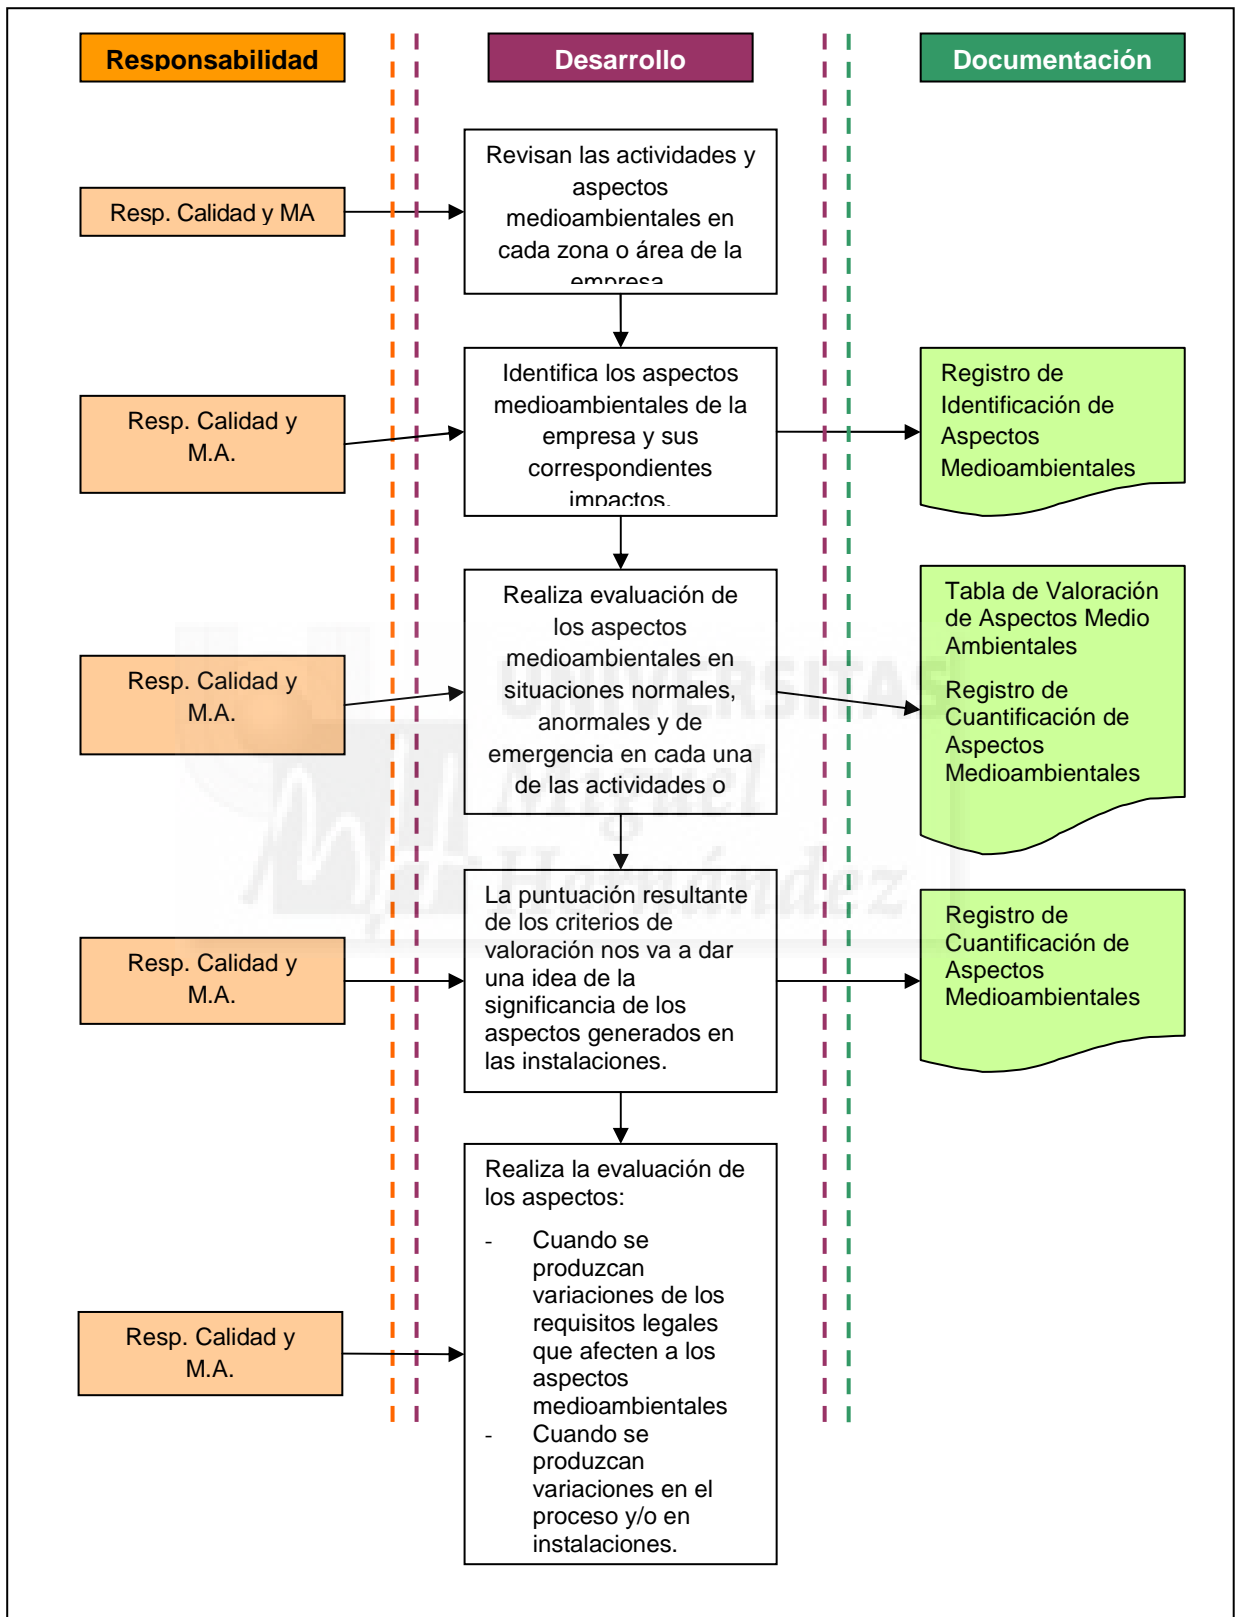 Responsabilidad
Desarrollo
Documentación
Revisan las actividades y
aspectos
medioambientales en
cada zona o área de la
empresa
Resp. Calidad y MA
Identifica los aspectos
medioambientales de la
empresa y sus
correspondientes
impactos.
Resp. Calidad y
M.A.
Registro de
Identificación de
Aspectos
Medioambientales
Realiza evaluación de
los aspectos
medioambientales en
situaciones normales,
anormales y de
emergencia en cada una
de las actividades o
Resp. Calidad y
M.A.
Tabla de Valoración
de Aspectos Medio
Ambientales
Registro de
Cuantificación de
Aspectos
Medioambientales
UNIVERSITAS
Miguel
Hernández
La puntuación resultante
de los criterios de
valoración nos va a dar
una idea de la
significancia de los
aspectos generados en
las instalaciones.
Resp. Calidad y
M.A.
Registro de
Cuantificación de
Aspectos
Medioambientales
Realiza la evaluación de
los aspectos:
- Cuando se
produzcan
variaciones de los
requisitos legales
que afecten a los
aspectos
medioambientales
- Cuando se
produzcan
variaciones en el
proceso y/o en
instalaciones.
Resp. Calidad y
M.A.